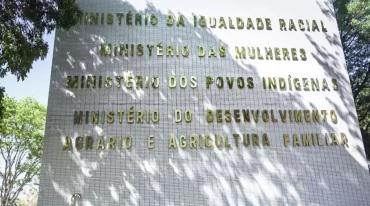 MINISTÉRIO DA IGUALDADE RACIAL
MINISTÉRIO DAS MULHERES
MINISTÉRIO DOS POVOS INDÍGENAS
MINISTÉRIO DO DESENVOLVIMENTO
AGRÁRIO E AGRICULTURA FAMILIAR